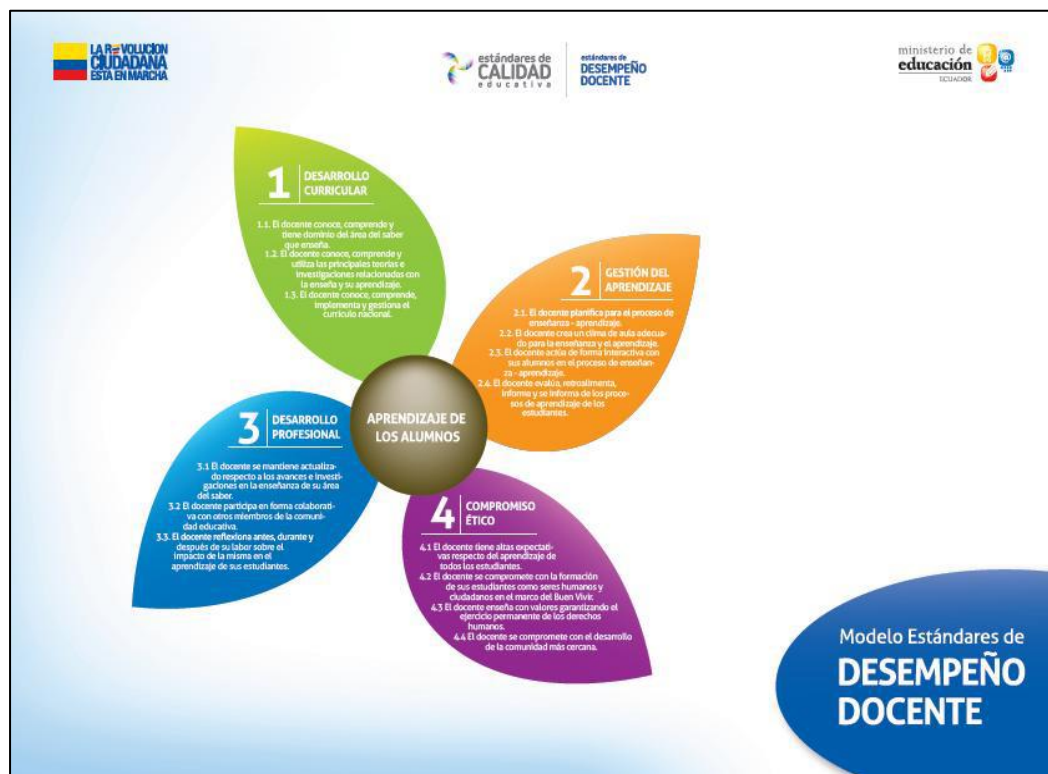 LA REVOLUCION
CIUDADANA
ESTA EN MARCHA
estándares de
CALIDAD
educativa
estándares de
DESEMPEÑO
DOCENTE
ministerio de
educación
ECUADOR
1
DESARROLLO
CURRICULAR
1.1. El docente conoce, comprende y
tiene dominio del área del saber
que enseña.
1.2. El docente conoce, comprende y
utiliza las principales teorías e
investigaciones relacionadas con
la enseña y su aprendizaje.
1.3. El docente conoce, comprende,
implementa y gestiona el
currículo nacional.
2
GESTIÓN DEL
APRENDIZAJE
2.1. El docente planifica para el proceso de
enseñanza - aprendizaje.
2.2. El docente crea un clima de aula adecua-
do para la enseñanza y el aprendizaje.
2.3. El docente actúa de forma interactiva con
sus alumnos en el proceso de enseñan-
za - aprendizaje.
2.4. El docente evalúa, retroalimenta,
informa y se informa de los proce-
sos de aprendizaje de los
estudiantes.
APRENDIZAJE DE
LOS ALUMNOS
3
DESARROLLO
PROFESIONAL
3.1 El docente se mantiene actualiza-
do respecto a los avances e investi-
gaciones en la enseñanza de su área
del saber.
3.2 El docente participa en forma colaborati-
va con otros miembros de la comuni-
dad educativa.
3.3. El docente reflexiona antes, durante y
después de su labor sobre el
impacto de la misma en el
aprendizaje de sus estudiantes.
4
COMPROMISO
ÉTICO
4.1 El docente tiene altas expectati-
vas respecto del aprendizaje de
todos los estudiantes.
4.2 El docente se compromete con la formación
de sus estudiantes como seres humanos y
ciudadanos en el marco del Buen Vivir.
4.3 El docente enseña con valores garantizando el
ejercicio permanente de los derechos
humanos.
4.4 El docente se compromete con el desarrollo
de la comunidad más cercana.
Modelo Estándares de
DESEMPEÑO
DOCENTE